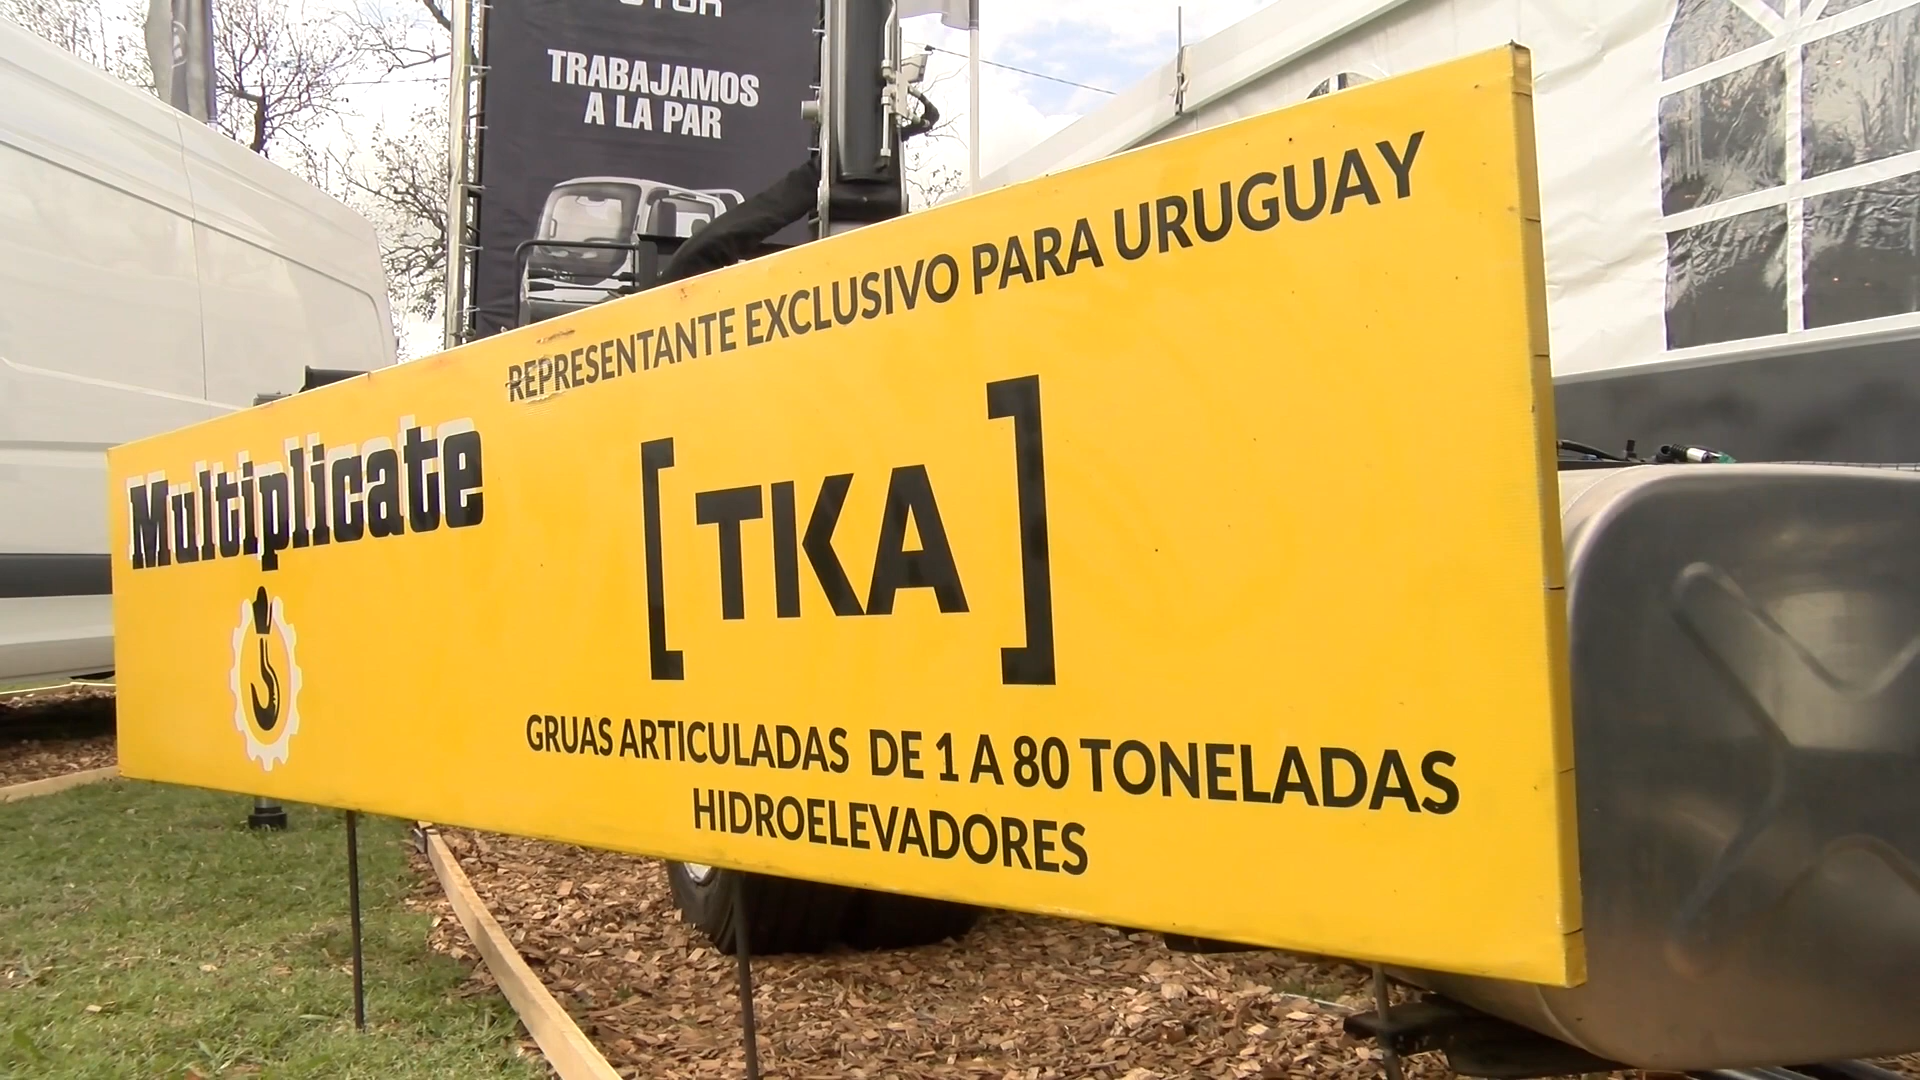 TRABAJAMOS
A LA PAR
REPRESENTANTE EXCLUSIVO PARA URUGUAY
Multiplicate
[TKA]
GRUAS ARTICULADAS DE 1 A 80 TONELADAS
HIDROELEVADORES